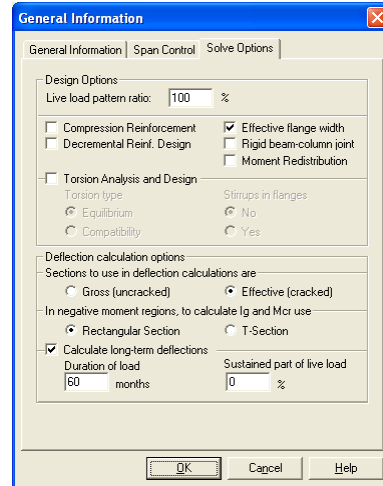 General Information
General Information Span Control Solve Options
Design Options
Live load pattern ratio: 100 %
Compression Reinforcement Effective flange width
Decremental Reinf. Design Rigid beam-column joint
Moment Redistribution
Torsion Analysis and Design
Torsion type Stirrups in flanges
Equilibrium No
Compatibility Yes
Deflection calculation options
Sections to use in deflection calculations are
Gross (uncracked) Effective (cracked)
In negative moment regions, to calculate Ig and Mcr use
Rectangular Section T-Section
Calculate long-term deflections
Duration of load Sustained part of live load
60 months 0 %
OK Cancel Help